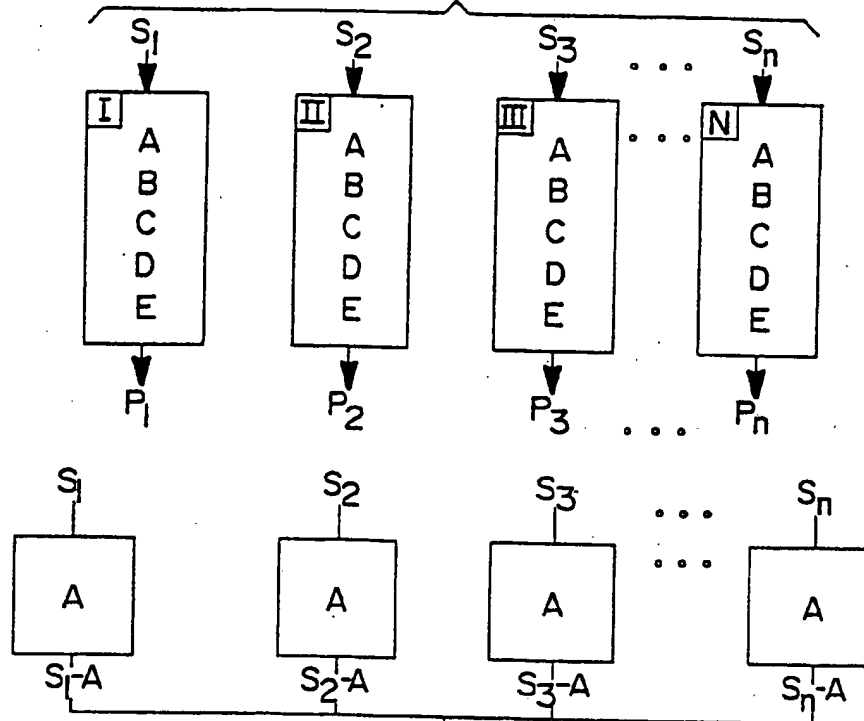 S1 S2 S3 Sn
I II III N
A A A A
B B B B
C C C C
D D D D
E E E E
P1 P2 P3 Pn
S1 S2 S3 Sn
A A A A
S1-A S2-A S3-A Sn-A